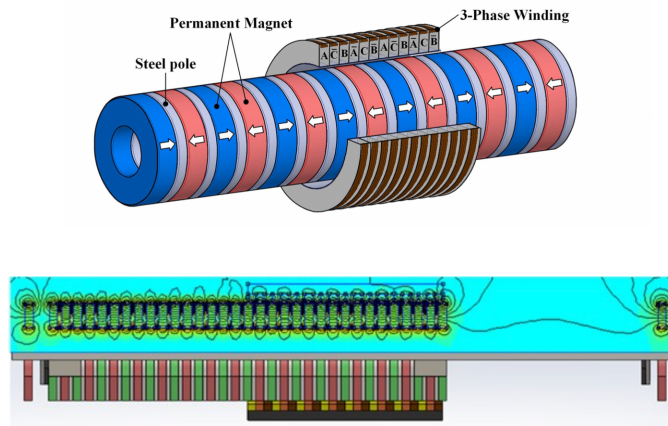 3-Phase Winding
Permanent Magnet
A C̄ B Ā C B̄ A C̄ B Ā C B̄
Steel pole